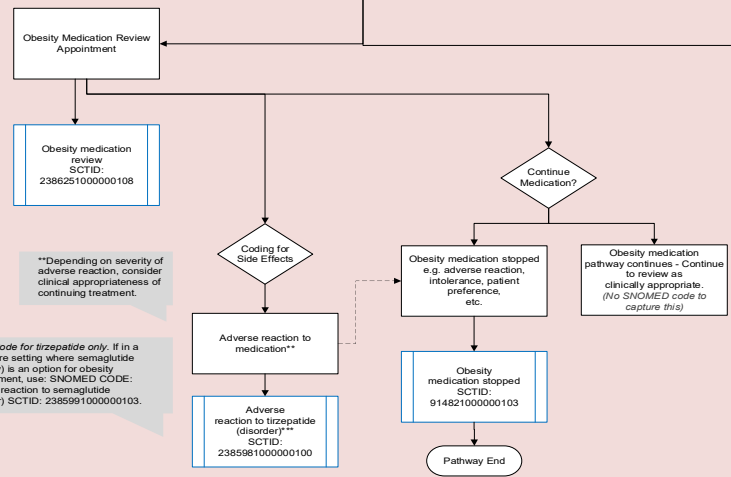 Obesity Medication Review
Appointment
Obesity medication
review
SCTID:
2386251000000108
Continue
Medication?
Coding for
Side Effects
**Depending on severity of
adverse reaction, consider
clinical appropriateness of
continuing treatment.
Obesity medication stopped
e.g. adverse reaction,
intolerance, patient
preference,
etc.
Obesity medication
pathway continues - Continue
to review as
clinically appropriate.
(No SNOMED code to
capture this)
Adverse reaction to
medication**
for tirzepatide only. If in a
setting where semaglutide
is an option for obesity
use: SNOMED CODE:
reaction to semaglutide
SCTID: 2385991000000103.
Obesity
medication stopped
SCTID:
914821000000103
Adverse
reaction to tirzepatide
(disorder)***
SCTID:
2385981000000100
Pathway End